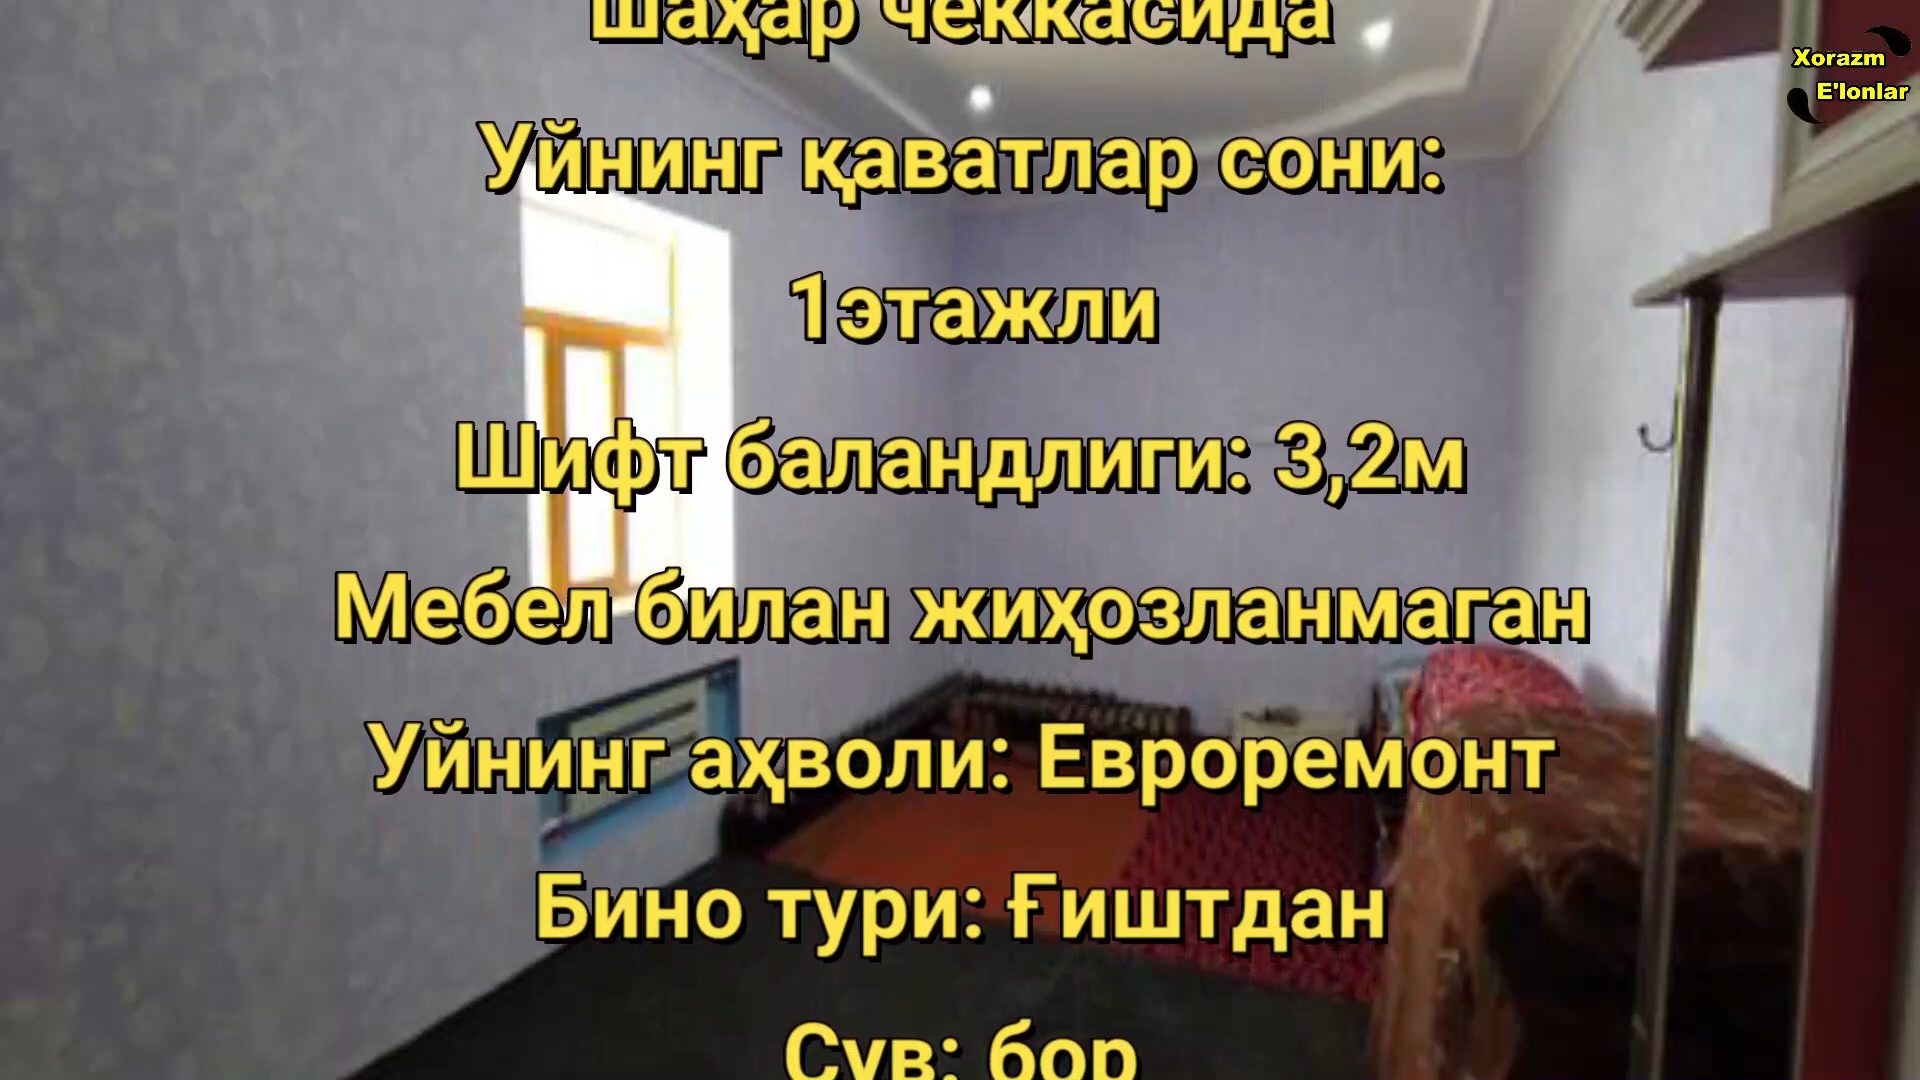 шаҳар чеккасида
Xorazm
E'lonlar
Уйнинг қаватлар сони:
1этажли
Шифт баландлиги: 3,2м
Мебел билан жиҳозланмаган
Уйнинг аҳволи: Евроремонт
Бино тури: Ғиштдан
Сув: бор